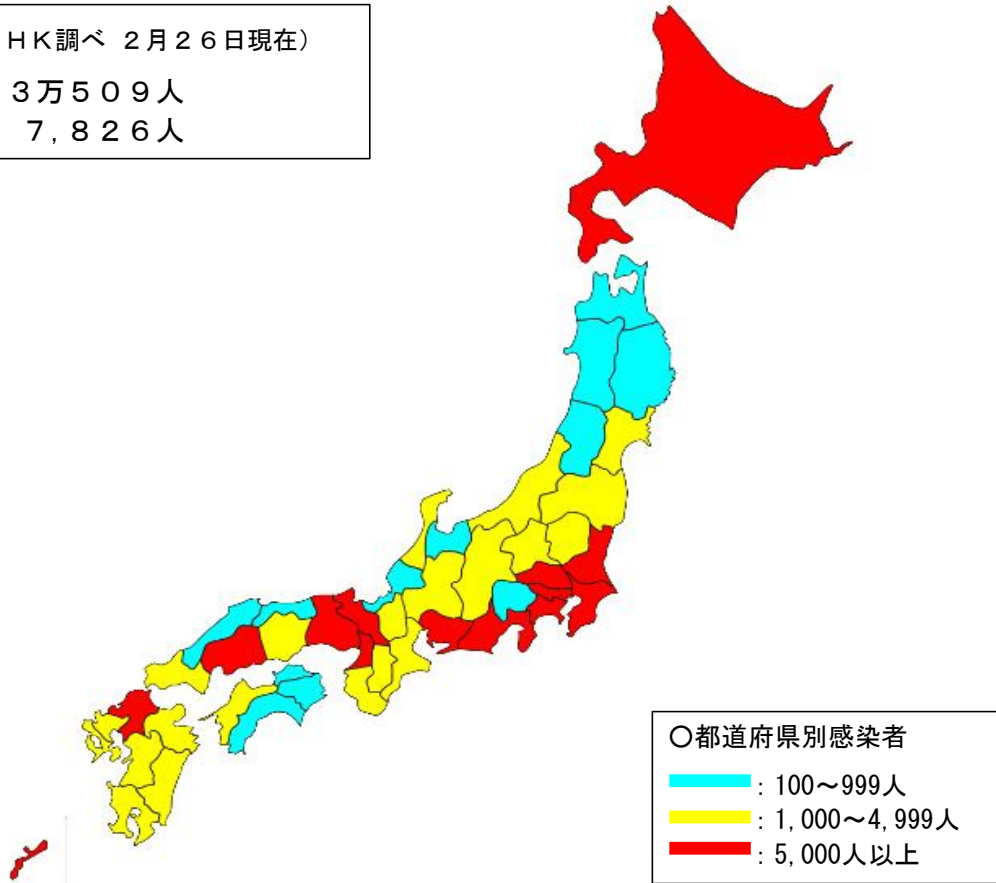 ＨＫ調べ ２月２６日現在）
３万５０９人
７,８２６人
○都道府県別感染者
：100～999人
：1,000～4,999人
：5,000人以上